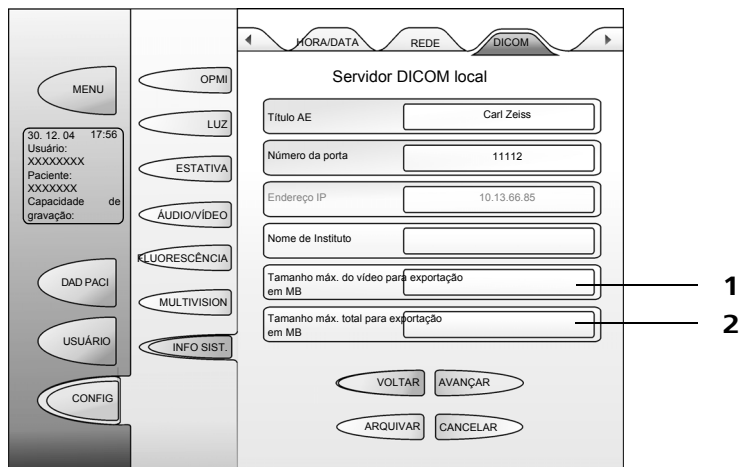 MENU
30. 12. 04 17:56
Usuário:
XXXXXXXX
Paciente:
XXXXXXX
Capacidade de
gravação:
DAD PACI
USUÁRIO
CONFIG
OPMI
LUZ
ESTATIVA
ÁUDIO/VÍDEO
FLUORESCÊNCIA
MULTIVISION
INFO SIST.
HORA/DATA REDE DICOM
Servidor DICOM local
Título AE Carl Zeiss
Número da porta 11112
Endereço IP 10.13.66.85
Nome de Instituto
Tamanho máx. do vídeo para exportação
em MB
1
Tamanho máx. total para exportação
em MB
2
VOLTAR AVANÇAR
ARQUIVAR CANCELAR